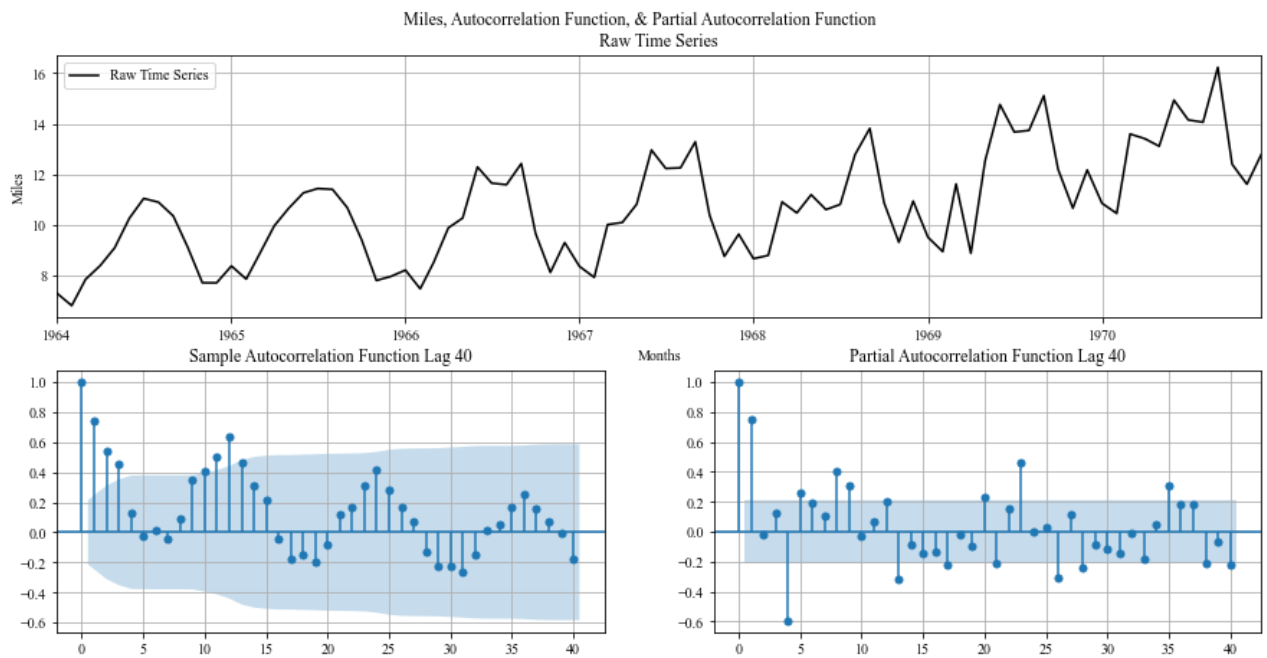 Miles, Autocorrelation Function, & Partial Autocorrelation Function
Raw Time Series
Raw Time Series
Miles
16
14
12
10
8
1964 1965 1966 1967 1968 1969 1970
Months
Sample Autocorrelation Function Lag 40
1.0
0.8
0.6
0.4
0.2
0.0
−0.2
−0.4
−0.6
0 5 10 15 20 25 30 35 40
Partial Autocorrelation Function Lag 40
1.0
0.8
0.6
0.4
0.2
0.0
−0.2
−0.4
−0.6
0 5 10 15 20 25 30 35 40